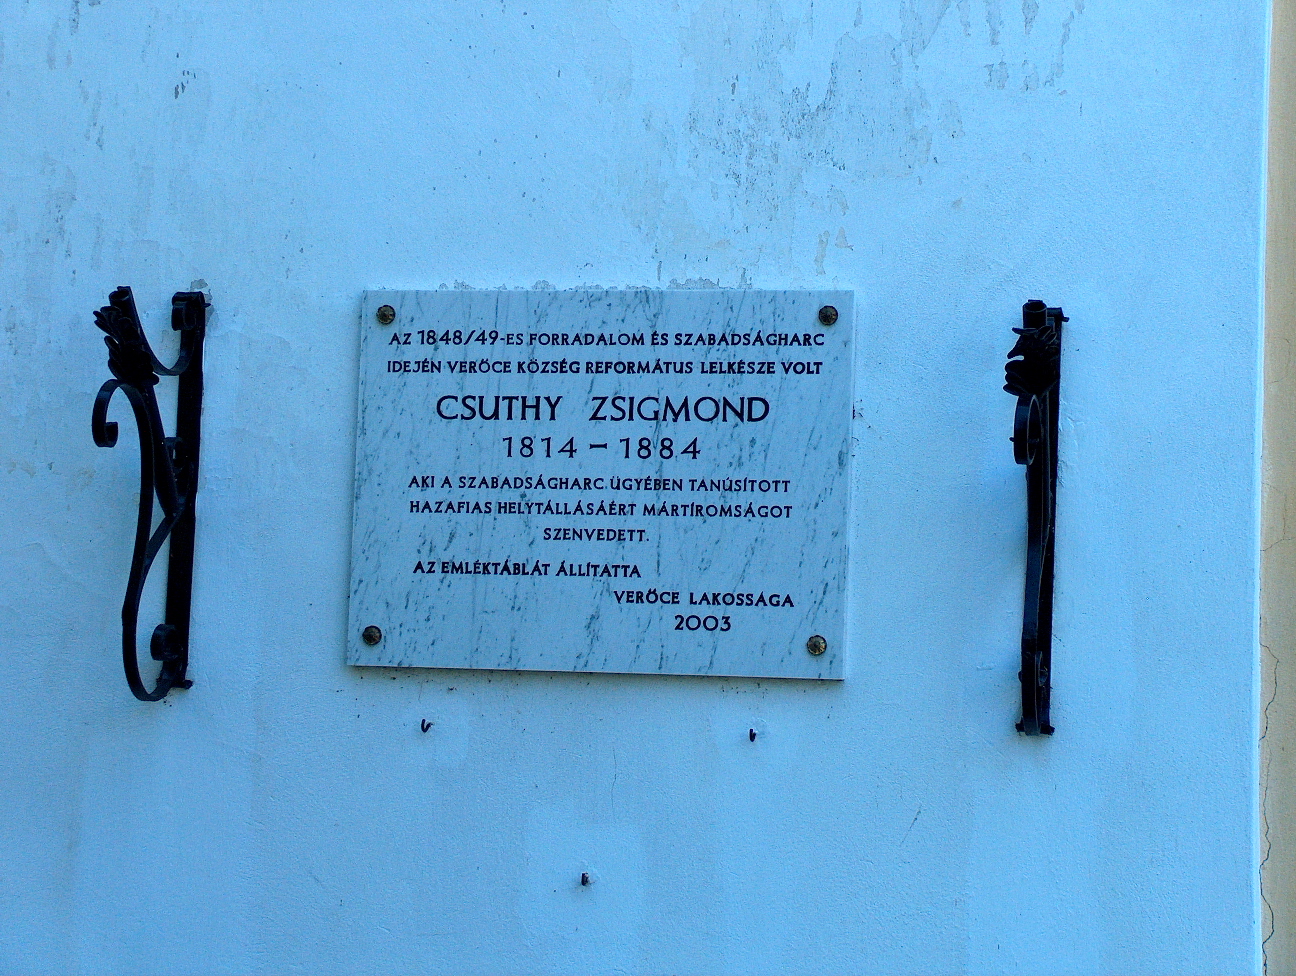 AZ 1848/49-ES FORRADALOM ÉS SZABADSÁGHARC
IDEJÉN VERŐCE KÖZSÉG REFORMÁTUS LELKÉSZE VOLT
CSUTHY ZSIGMOND
1814 – 1884
AKI A SZABADSÁGHARC ÜGYÉBEN TANÚSÍTOTT
HAZAFIAS HELYTÁLLÁSÁÉRT MÁRTÍROMSÁGOT
SZENVEDETT.
AZ EMLÉKTÁBLÁT ÁLLÍTATTA
VERŐCE LAKOSSÁGA
2003